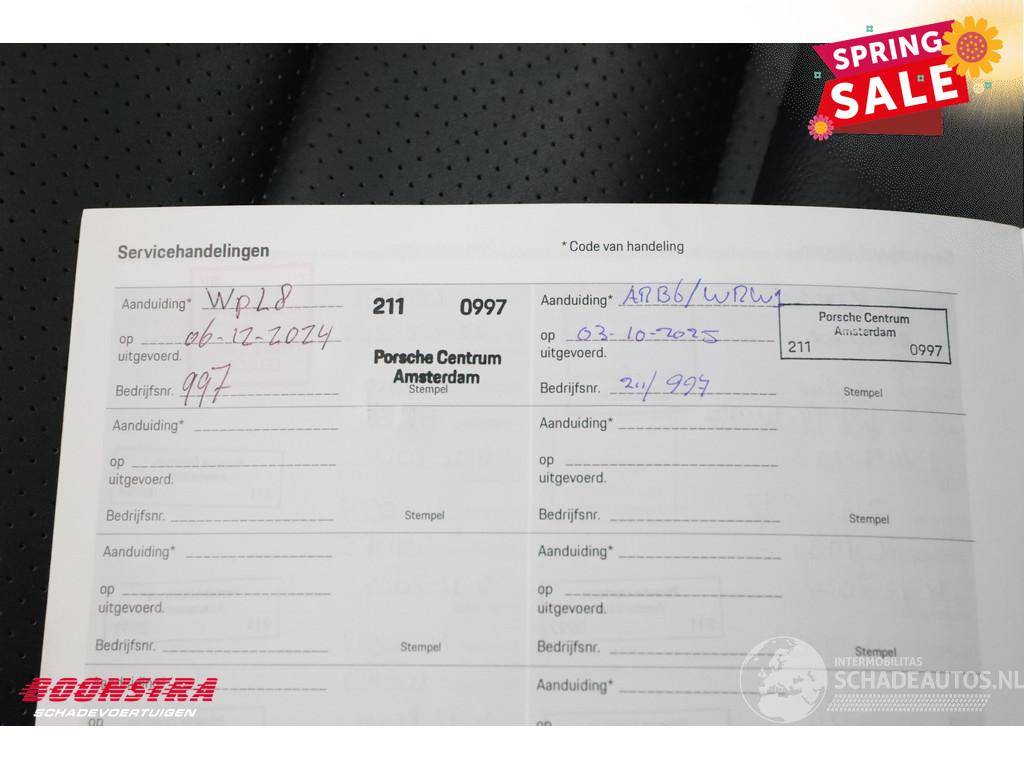 SPRING
SALE
Servicehandelingen
* Code van handeling
Aanduiding* WpL8
211 0997
op 06-12-2024
uitgevoerd.
Porsche Centrum
Amsterdam
Bedrijfsnr. 997
Stempel
Aanduiding* ARB6/WRW1
op 03-10-2025
uitgevoerd.
Porsche Centrum
Amsterdam
211 0997
Bedrijfsnr. 211/997
Stempel
Aanduiding*
op
uitgevoerd.
Bedrijfsnr. Stempel
Aanduiding*
op
uitgevoerd.
Bedrijfsnr. Stempel
Aanduiding*
op
uitgevoerd.
Bedrijfsnr. Stempel
Aanduiding*
op
uitgevoerd.
Bedrijfsnr. Stempel
Aanduiding*
op
BOONSTRA
SCHADEVOERTUIGEN
INTERMOBILITAS
SCHADEAUTOS.NL